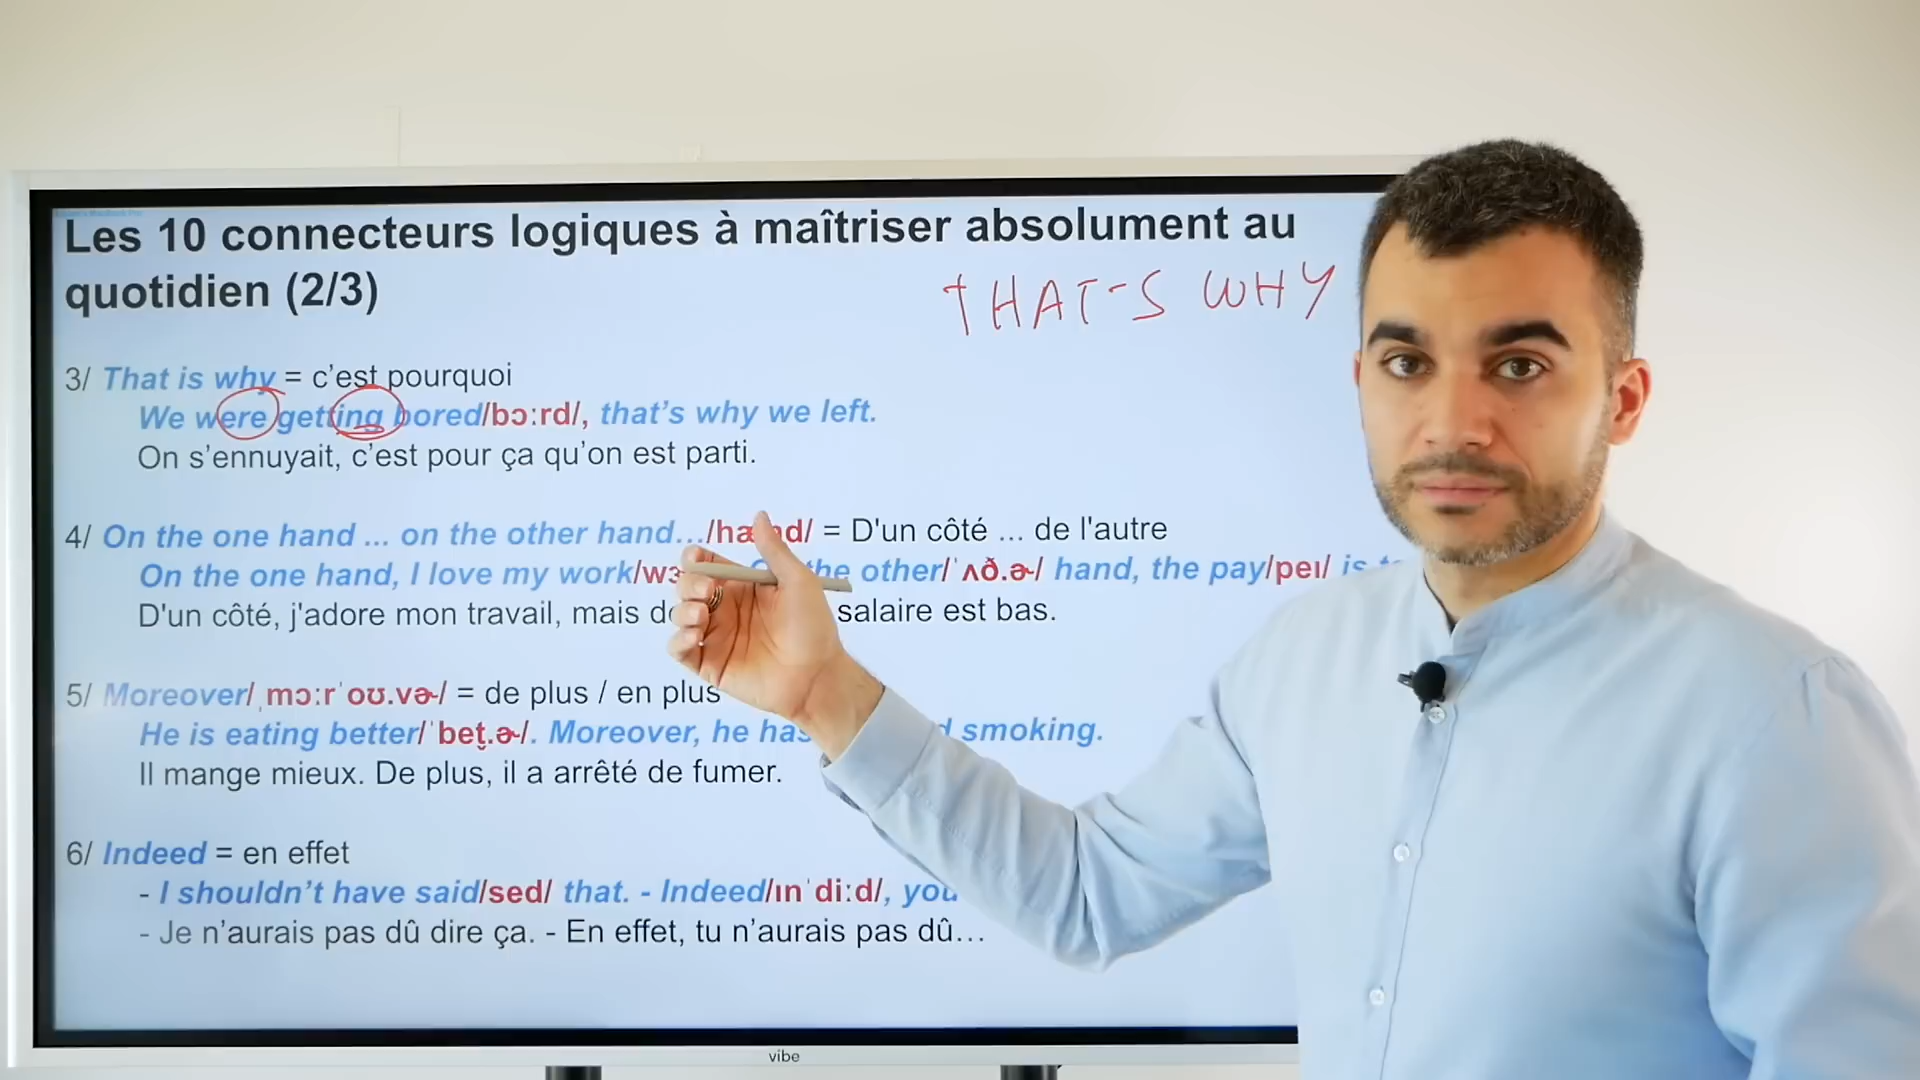 Les 10 connecteurs logiques à maîtriser absolument au
quotidien (2/3)
THAT'S WHY
3/ That is why = c'est pourquoi
We were getting bored/bɔːrd/, that's why we left.
On s'ennuyait, c'est pour ça qu'on est parti.
4/ On the one hand ... on the other hand.../hæ d/ = D'un côté ... de l'autre
On the one hand, I love my work/wɝ the other/ˈʌð.ɚ/ hand, the pay/peɪ/ is
D'un côté, j'adore mon travail, mais salaire est bas.
5/ Moreover/ˌmɔːrˈoʊ.vɚ/ = de plus / en plus
He is eating better/ˈbet̬.ɚ/. Moreover, he has smoking.
Il mange mieux. De plus, il a arrêté de fumer.
6/ Indeed = en effet
- I shouldn't have said/sed/ that. - Indeed/ɪnˈdiːd/, you
- Je n'aurais pas dû dire ça. - En effet, tu n'aurais pas dû…
vibe